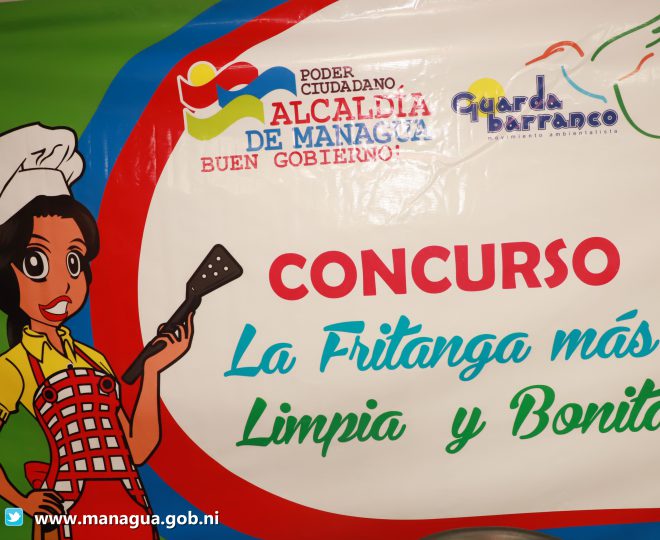 PODER
CIUDADANO
ALCALDÍA
DE MANAGUA
BUEN GOBIERNO!
Guarda
barranco
movimiento ambientalista
CONCURSO
La Fritanga más
Limpia y Bonita
www.managua.gob.ni